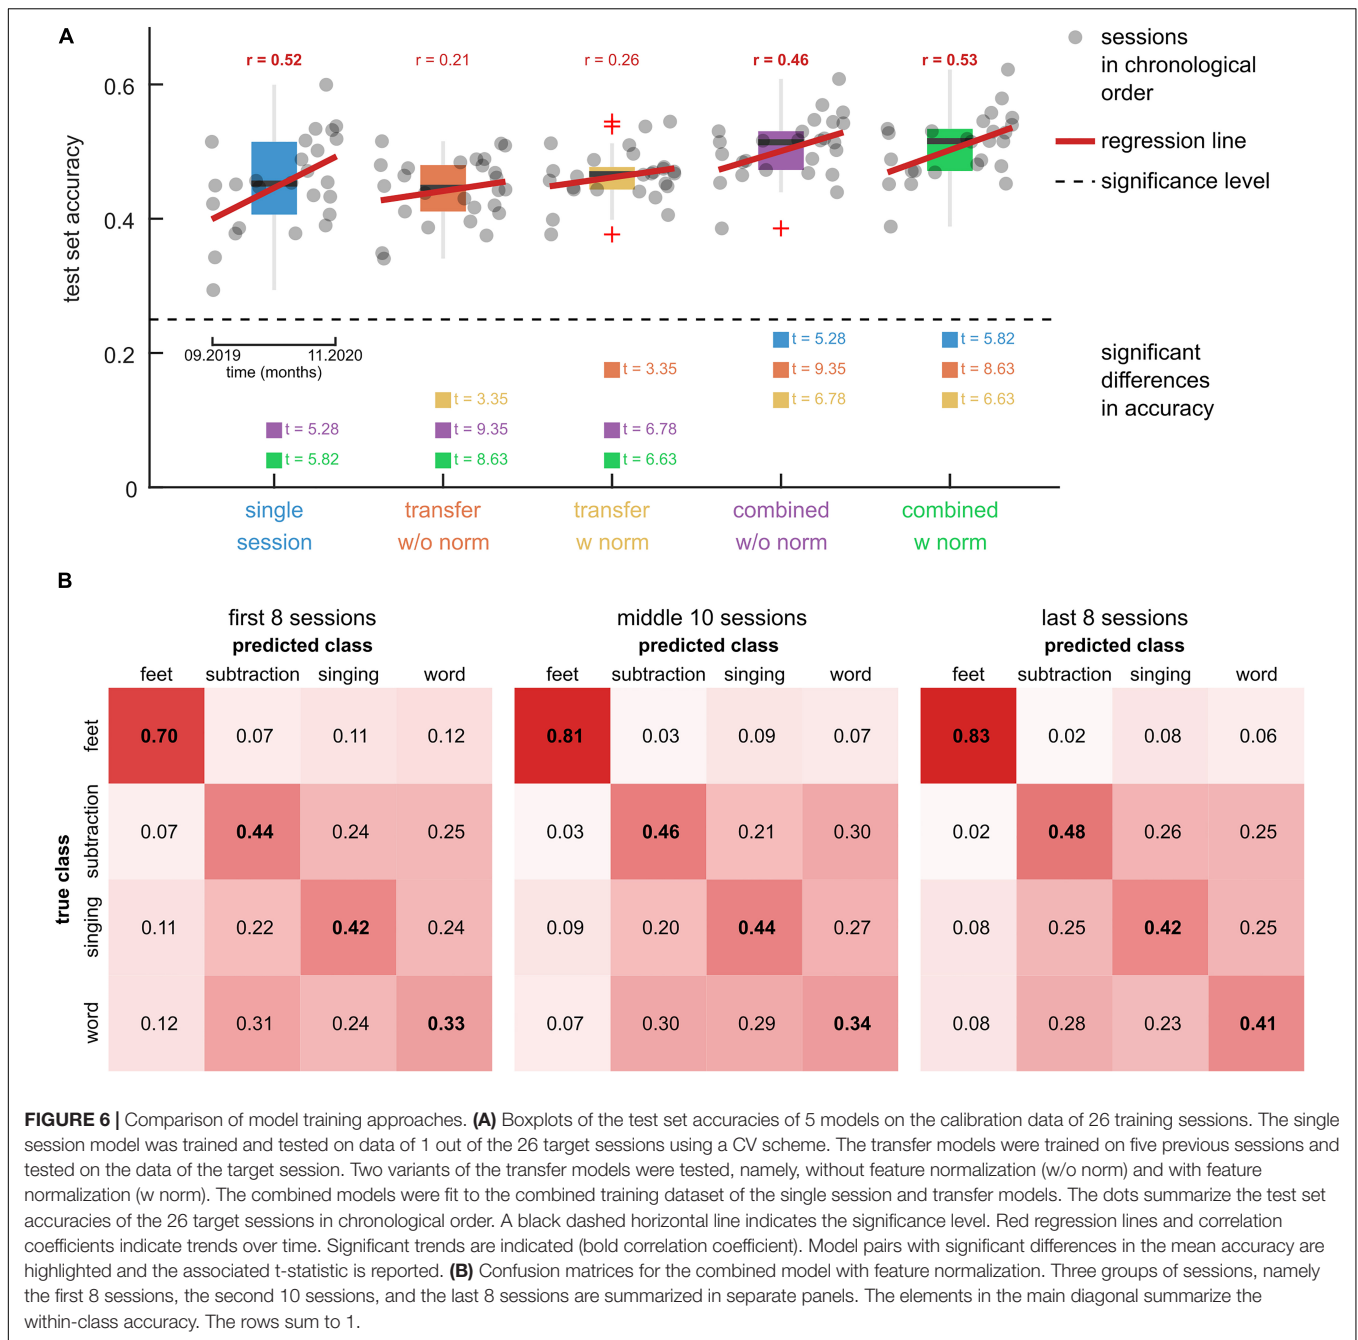 A
r = 0.52
r = 0.21
r = 0.26
r = 0.46
r = 0.53
sessions
in chronological
order
regression line
significance level
test set accuracy
0.6
0.4
0.2
0
09.2019
11.2020
time (months)
t = 5.28
t = 5.82
t = 3.35
t = 9.35
t = 8.63
t = 3.35
t = 6.78
t = 6.63
t = 5.28
t = 9.35
t = 6.78
t = 5.82
t = 8.63
t = 6.63
significant
differences
in accuracy
single
session
transfer
w/o norm
transfer
w norm
combined
w/o norm
combined
w norm
B
first 8 sessions
predicted class
feet subtraction singing word
true class
feet 0.70 0.07 0.11 0.12
subtraction 0.07 0.44 0.24 0.25
singing 0.11 0.22 0.42 0.24
word 0.12 0.31 0.24 0.33
middle 10 sessions
predicted class
feet subtraction singing word
0.81 0.03 0.09 0.07
0.03 0.46 0.21 0.30
0.09 0.20 0.44 0.27
0.07 0.30 0.29 0.34
last 8 sessions
predicted class
feet subtraction singing word
0.83 0.02 0.08 0.06
0.02 0.48 0.26 0.25
0.08 0.25 0.42 0.25
0.08 0.28 0.23 0.41
FIGURE 6 | Comparison of model training approaches. (A) Boxplots of the test set accuracies of 5 models on the calibration data of 26 training sessions. The single
session model was trained and tested on data of 1 out of the 26 target sessions using a CV scheme. The transfer models were trained on five previous sessions and
tested on the data of the target session. Two variants of the transfer models were tested, namely, without feature normalization (w/o norm) and with feature
normalization (w norm). The combined models were fit to the combined training dataset of the single session and transfer models. The dots summarize the test set
accuracies of the 26 target sessions in chronological order. A black dashed horizontal line indicates the significance level. Red regression lines and correlation
coefficients indicate trends over time. Significant trends are indicated (bold correlation coefficient). Model pairs with significant differences in the mean accuracy are
highlighted and the associated t-statistic is reported. (B) Confusion matrices for the combined model with feature normalization. Three groups of sessions, namely
the first 8 sessions, the second 10 sessions, and the last 8 sessions are summarized in separate panels. The elements in the main diagonal summarize the
within-class accuracy. The rows sum to 1.